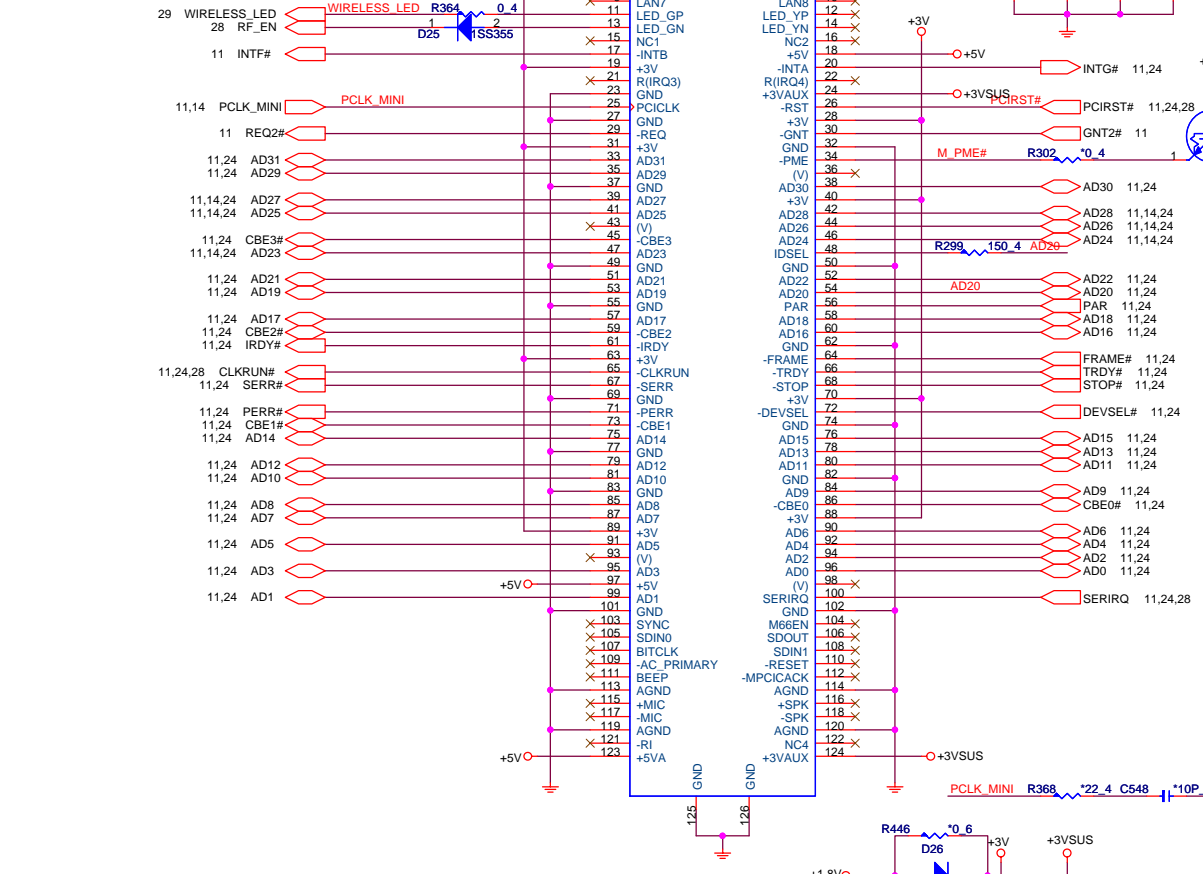 LAN7 LAN8
29 WIRELESS_LED WIRELESS_LED R364 0_4 11 LED_GP LED_YP 12
28 RF_EN 1 D25 2 1SS355 13 LED_GN LED_YN 14 +3V
15 NC1 NC2 16
11 INTF# 17 -INTB +5V 18 +5V
19 +3V -INTA 20 INTG# 11,24
21 R(IRQ3) R(IRQ4) 22
23 GND +3VAUX 24 +3VSUS
11,14 PCLK_MINI PCLK_MINI 25 PCICLK -RST 26 PCIRST# PCIRST# 11,24,28
27 GND +3V 28
11 REQ2# 29 -REQ -GNT 30 GNT2# 11
31 +3V GND 32
11,24 AD31 33 AD31 -PME 34 M_PME# R302 *0_4 1
11,24 AD29 35 AD29 (V) 36
37 GND AD30 38 AD30 11,24
11,14,24 AD27 39 AD27 +3V 40
11,14,24 AD25 41 AD25 AD28 42 AD28 11,14,24
43 (V) AD26 44 AD26 11,14,24
11,24 CBE3# 45 -CBE3 AD24 46 AD24 11,14,24
11,14,24 AD23 47 AD23 IDSEL 48 R299 150_4 AD20
49 GND GND 50
11,24 AD21 51 AD21 AD22 52 AD22 11,24
11,24 AD19 53 AD19 AD20 54 AD20 AD20 11,24
55 GND PAR 56 PAR 11,24
11,24 AD17 57 AD17 AD18 58 AD18 11,24
11,24 CBE2# 59 -CBE2 AD16 60 AD16 11,24
11,24 IRDY# 61 -IRDY GND 62
63 +3V -FRAME 64 FRAME# 11,24
11,24,28 CLKRUN# 65 -CLKRUN -TRDY 66 TRDY# 11,24
11,24 SERR# 67 -SERR -STOP 68 STOP# 11,24
69 GND +3V 70
11,24 PERR# 71 -PERR -DEVSEL 72 DEVSEL# 11,24
11,24 CBE1# 73 -CBE1 GND 74
11,24 AD14 75 AD14 AD15 76 AD15 11,24
77 GND AD13 78 AD13 11,24
11,24 AD12 79 AD12 AD11 80 AD11 11,24
11,24 AD10 81 AD10 GND 82
83 GND AD9 84 AD9 11,24
11,24 AD8 85 AD8 -CBE0 86 CBE0# 11,24
11,24 AD7 87 AD7 +3V 88
89 +3V AD6 90 AD6 11,24
11,24 AD5 91 AD5 AD4 92 AD4 11,24
93 (V) AD2 94 AD2 11,24
11,24 AD3 95 AD3 AD0 96 AD0 11,24
+5V 97 +5V (V) 98
11,24 AD1 99 AD1 SERIRQ 100 SERIRQ 11,24,28
101 GND GND 102
103 SYNC M66EN 104
105 SDIN0 SDOUT 106
107 BITCLK SDIN1 108
109 -AC_PRIMARY -RESET 110
111 BEEP -MPCICACK 112
113 AGND AGND 114
115 +MIC +SPK 116
117 -MIC -SPK 118
119 AGND AGND 120
121 -RI NC4 122
+5V 123 +5VA +3VAUX 124 +3VSUS
GND GND
PCLK_MINI R368 *22_4 C548 *10P_
125 126
R446 *0_6 +3V +3VSUS
D26
+1.8V